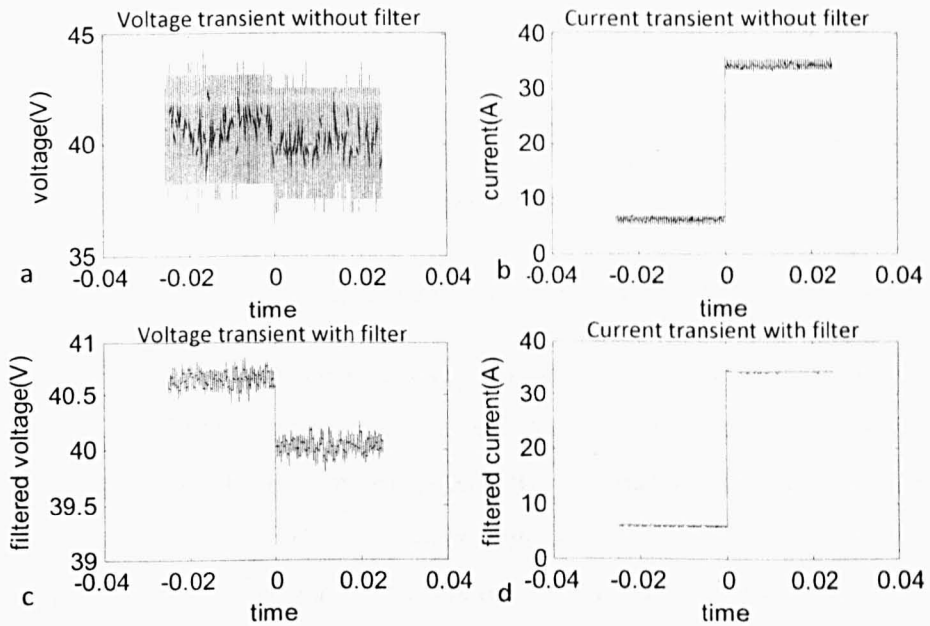 Voltage transient without filter
45
40
35
voltage(V)
a
-0.04
-0.02
0
0.02
0.04
time
Current transient without filter
40
30
20
10
0
current(A)
b
-0.04
-0.02
0
0.02
0.04
time
Voltage transient with filter
41
40.5
40
39.5
39
filtered voltage(V)
c
-0.04
-0.02
0
0.02
0.04
time
Current transient with filter
40
30
20
10
0
filtered current(A)
d
-0.04
-0.02
0
0.02
0.04
time